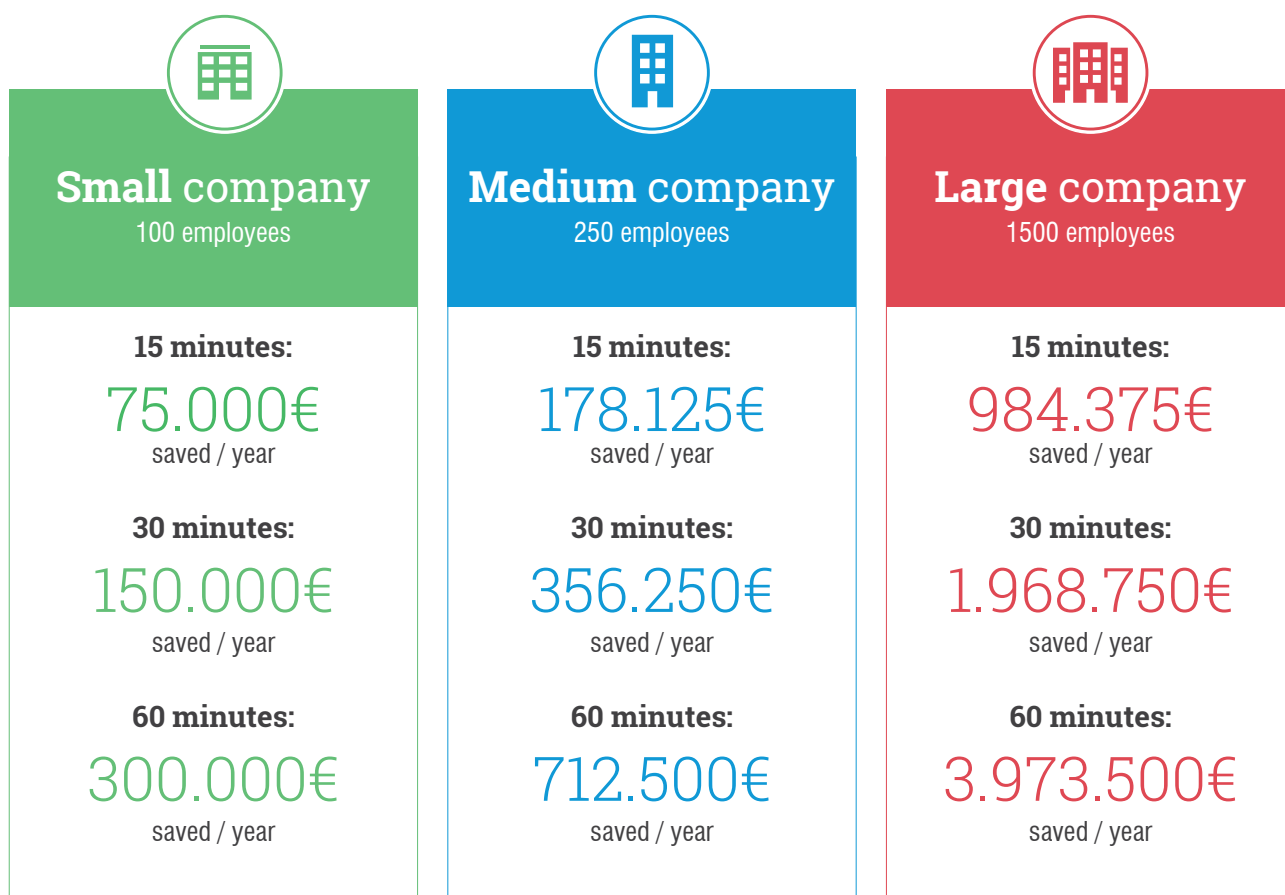 Small company
100 employees
15 minutes:
75.000€
saved / year
30 minutes:
150.000€
saved / year
60 minutes:
300.000€
saved / year
Medium company
250 employees
15 minutes:
178.125€
saved / year
30 minutes:
356.250€
saved / year
60 minutes:
712.500€
saved / year
Large company
1500 employees
15 minutes:
984.375€
saved / year
30 minutes:
1.968.750€
saved / year
60 minutes:
3.973.500€
saved / year